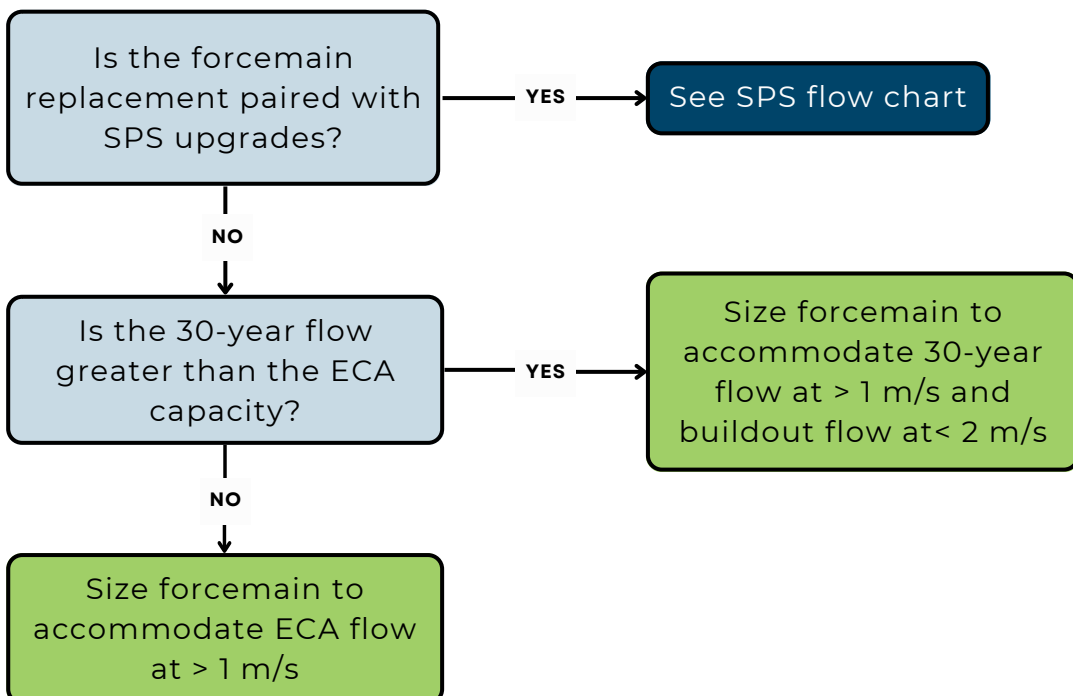 Is the forcemain
replacement paired with
SPS upgrades?
YES
See SPS flow chart
NO
Is the 30-year flow
greater than the ECA
capacity?
YES
Size forcemain to
accommodate 30-year
flow at > 1 m/s and
buildout flow at< 2 m/s
NO
Size forcemain to
accommodate ECA flow
at > 1 m/s